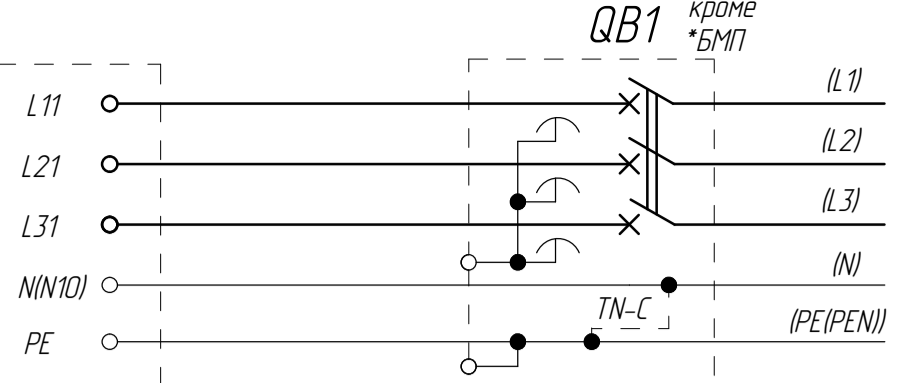 QB1
кроме
*БМП
L11
(L1)
L21
(L2)
L31
(L3)
N(N10)
(N)
TN-C
PE
(PE(PEN))